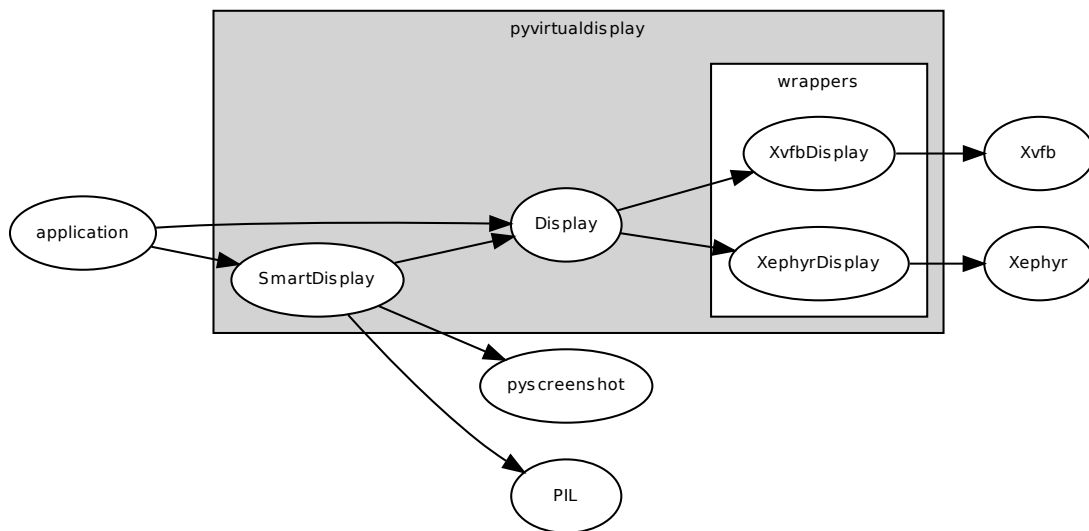 pyvirtualdisplay
wrappers
XvfbDisplay
Xvfb
application
Display
SmartDisplay
XephyrDisplay
Xephyr
pyscreenshot
PIL